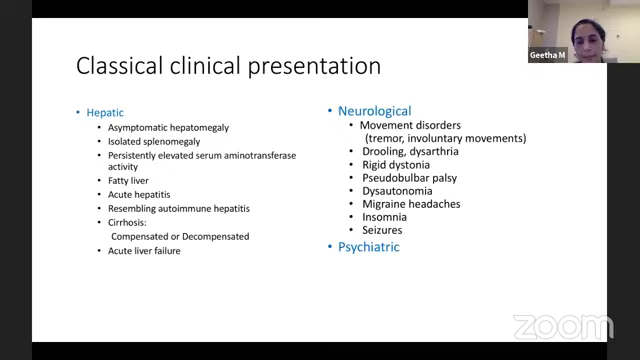 Geetha M
Classical clinical presentation
• Hepatic
• Asymptomatic hepatomegaly
• Isolated splenomegaly
• Persistently elevated serum aminotransferase
activity
• Fatty liver
• Acute hepatitis
• Resembling autoimmune hepatitis
• Cirrhosis:
Compensated or Decompensated
• Acute liver failure
• Neurological
• Movement disorders
(tremor, involuntary movements)
• Drooling, dysarthria
• Rigid dystonia
• Pseudobulbar palsy
• Dysautonomia
• Migraine headaches
• Insomnia
• Seizures
• Psychiatric
zoom